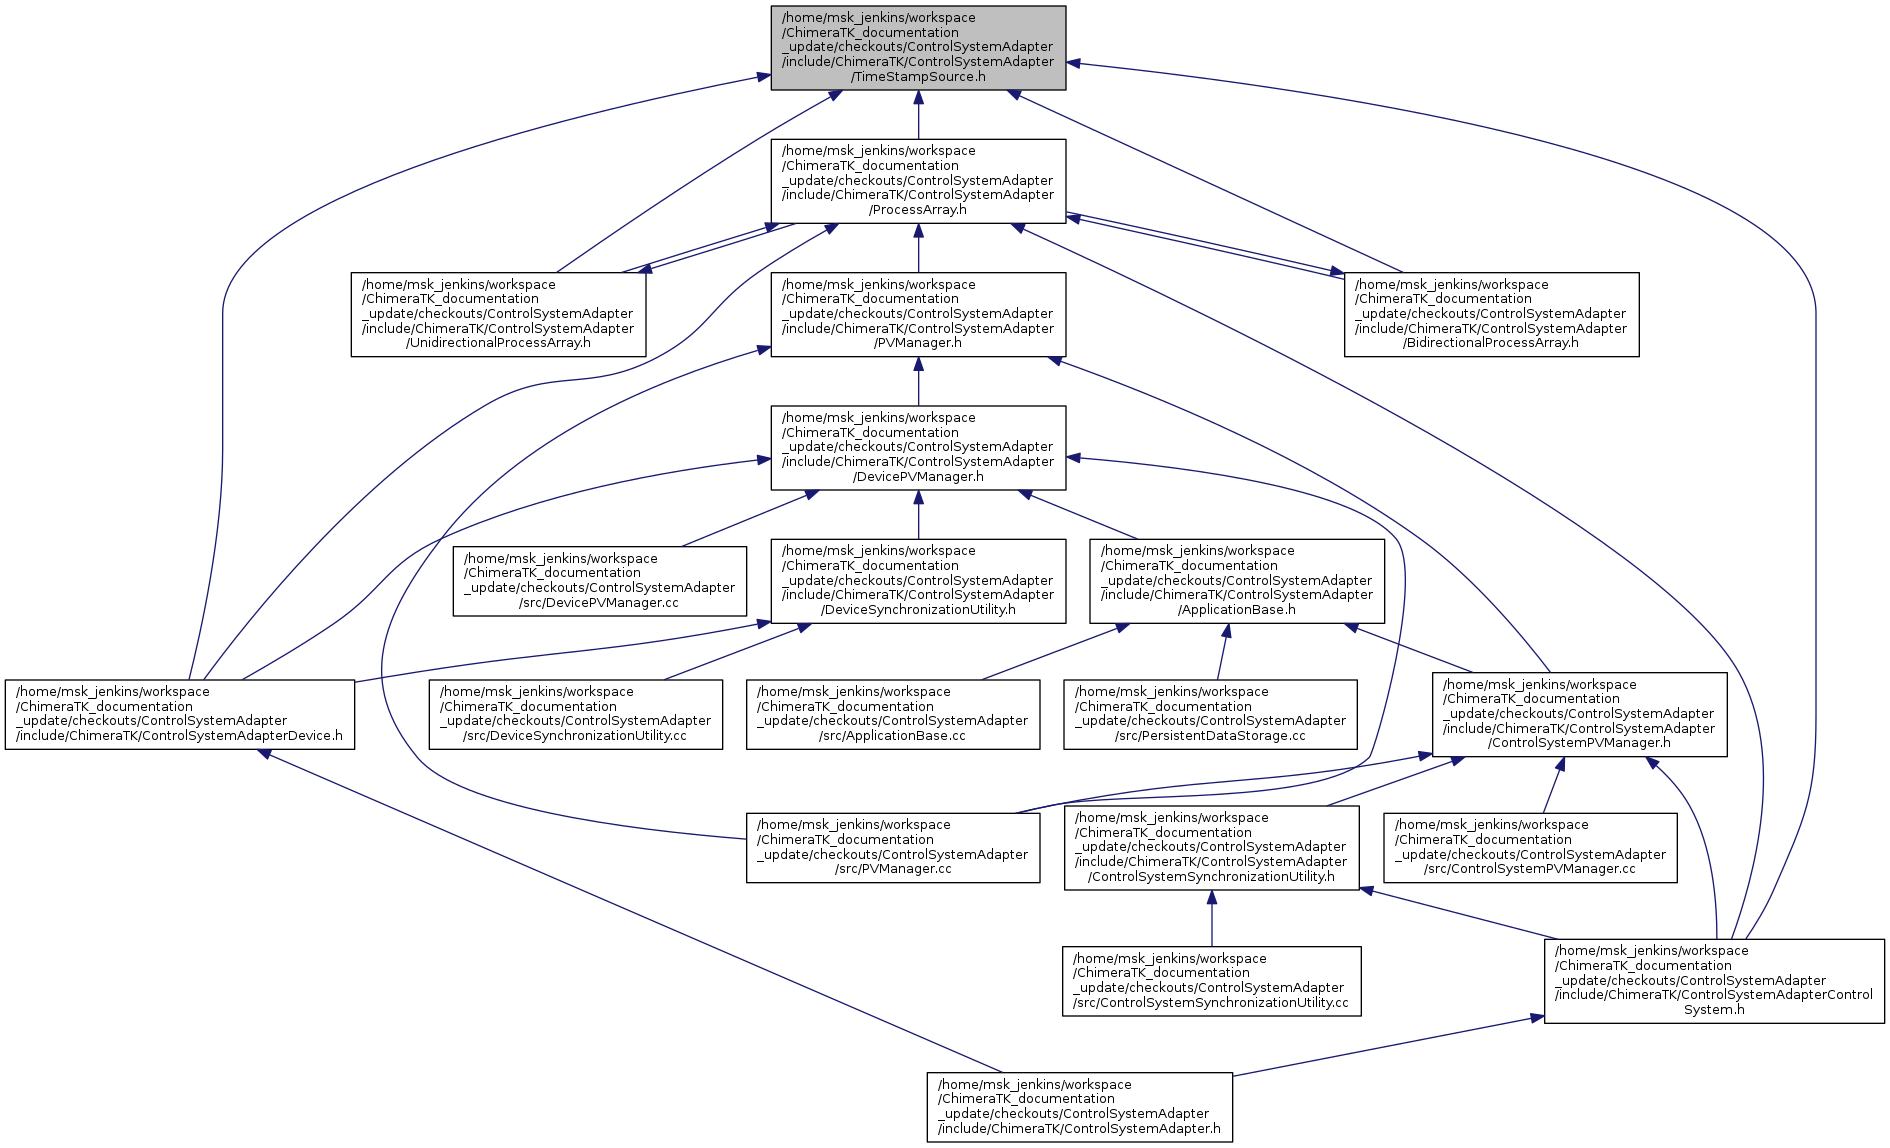 /home/msk_jenkins/workspace
/ChimeraTK_documentation
_update/checkouts/ControlSystemAdapter
/include/ChimeraTK/ControlSystemAdapter
/TimeStampSource.h
/home/msk_jenkins/workspace
/ChimeraTK_documentation
_update/checkouts/ControlSystemAdapter
/include/ChimeraTK/ControlSystemAdapter
/ProcessArray.h
/home/msk_jenkins/workspace
/ChimeraTK_documentation
_update/checkouts/ControlSystemAdapter
/include/ChimeraTK/ControlSystemAdapter
/UnidirectionalProcessArray.h
/home/msk_jenkins/workspace
/ChimeraTK_documentation
_update/checkouts/ControlSystemAdapter
/include/ChimeraTK/ControlSystemAdapter
/PVManager.h
/home/msk_jenkins/workspace
/ChimeraTK_documentation
_update/checkouts/ControlSystemAdapter
/include/ChimeraTK/ControlSystemAdapter
/BidirectionalProcessArray.h
/home/msk_jenkins/workspace
/ChimeraTK_documentation
_update/checkouts/ControlSystemAdapter
/include/ChimeraTK/ControlSystemAdapter
/DevicePVManager.h
/home/msk_jenkins/workspace
/ChimeraTK_documentation
_update/checkouts/ControlSystemAdapter
/src/DevicePVManager.cc
/home/msk_jenkins/workspace
/ChimeraTK_documentation
_update/checkouts/ControlSystemAdapter
/include/ChimeraTK/ControlSystemAdapter
/DeviceSynchronizationUtility.h
/home/msk_jenkins/workspace
/ChimeraTK_documentation
_update/checkouts/ControlSystemAdapter
/include/ChimeraTK/ControlSystemAdapter
/ApplicationBase.h
/home/msk_jenkins/workspace
/ChimeraTK_documentation
_update/checkouts/ControlSystemAdapter
/include/ChimeraTK/ControlSystemAdapterDevice.h
/home/msk_jenkins/workspace
/ChimeraTK_documentation
_update/checkouts/ControlSystemAdapter
/src/DeviceSynchronizationUtility.cc
/home/msk_jenkins/workspace
/ChimeraTK_documentation
_update/checkouts/ControlSystemAdapter
/src/ApplicationBase.cc
/home/msk_jenkins/workspace
/ChimeraTK_documentation
_update/checkouts/ControlSystemAdapter
/src/PersistentDataStorage.cc
/home/msk_jenkins/workspace
/ChimeraTK_documentation
_update/checkouts/ControlSystemAdapter
/include/ChimeraTK/ControlSystemAdapter
/ControlSystemPVManager.h
/home/msk_jenkins/workspace
/ChimeraTK_documentation
_update/checkouts/ControlSystemAdapter
/src/PVManager.cc
/home/msk_jenkins/workspace
/ChimeraTK_documentation
_update/checkouts/ControlSystemAdapter
/include/ChimeraTK/ControlSystemAdapter
/ControlSystemSynchronizationUtility.h
/home/msk_jenkins/workspace
/ChimeraTK_documentation
_update/checkouts/ControlSystemAdapter
/src/ControlSystemPVManager.cc
/home/msk_jenkins/workspace
/ChimeraTK_documentation
_update/checkouts/ControlSystemAdapter
/src/ControlSystemSynchronizationUtility.cc
/home/msk_jenkins/workspace
/ChimeraTK_documentation
_update/checkouts/ControlSystemAdapter
/include/ChimeraTK/ControlSystemAdapterControl
System.h
/home/msk_jenkins/workspace
/ChimeraTK_documentation
_update/checkouts/ControlSystemAdapter
/include/ChimeraTK/ControlSystemAdapter.h